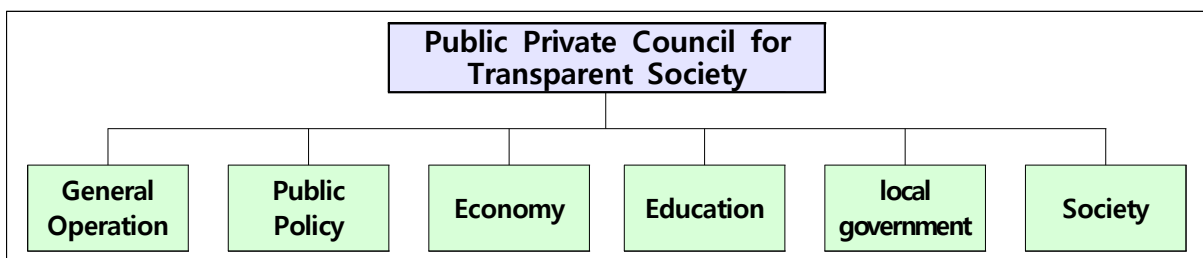 Public Private Council for
Transparent Society
General
Operation
Public
Policy
Economy
Education
local
government
Society